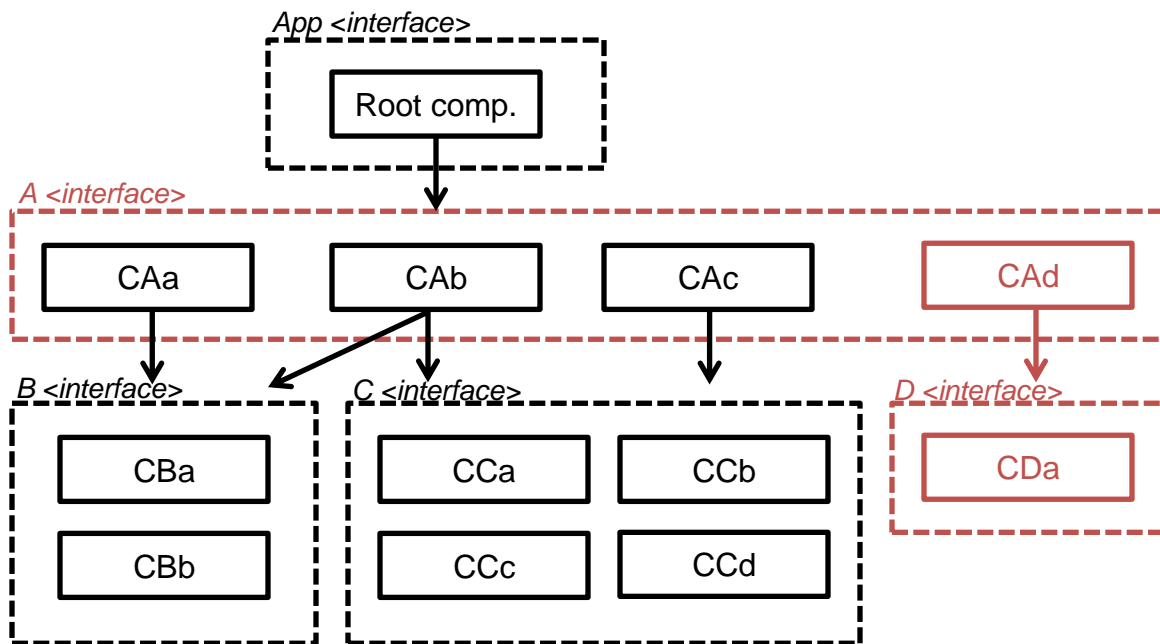 App <interface>
Root comp.
A <interface>
CAa
CAb
CAc
CAd
B <interface>
C <interface>
D <interface>
CBa
CCa
CCb
CDa
CBb
CCc
CCd